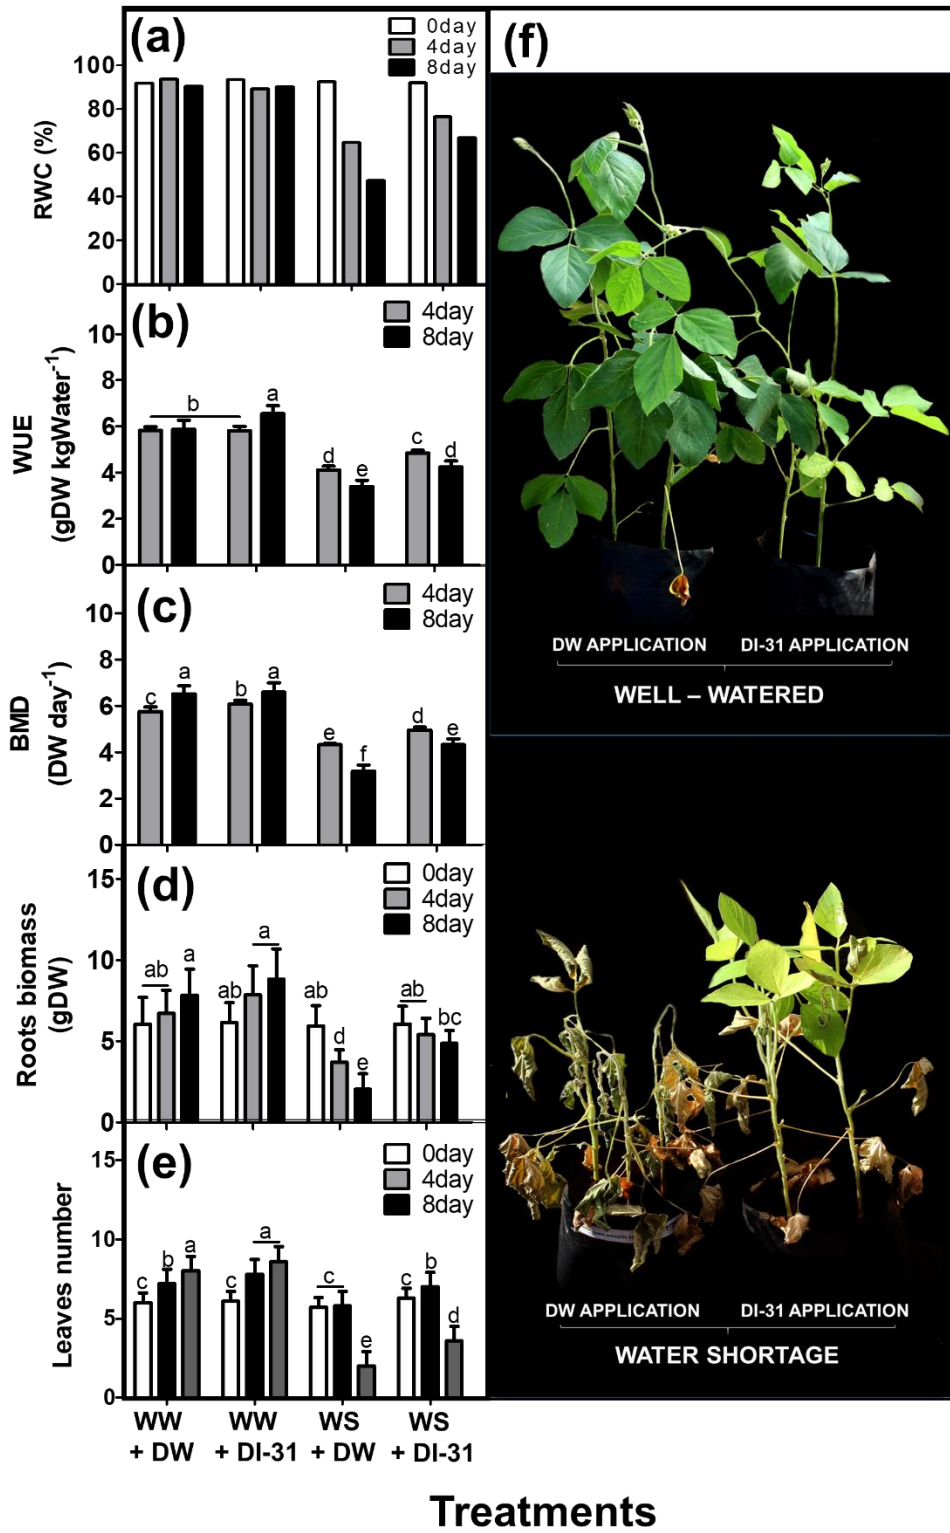 (a)
0day
4day
8day
100
80
60
40
20
0
RWC (%)
(b)
4day
8day
10
8
6
4
2
0
WUE
(gDW kgWater-1)
b
a
d
e
c
d
(c)
4day
8day
10
8
6
4
2
0
BMD
(DW day-1)
c
a
b
a
e
f
d
e
(d)
0day
4day
8day
15
10
5
0
Roots biomass
(gDW)
ab
a
ab
a
ab
d
e
ab
bc
(e)
0day
4day
8day
15
10
5
0
Leaves number
c
b
a
c
a
c
e
c
b
d
WW
+ DW
WW
+ DI-31
WS
+ DW
WS
+ DI-31
Treatments
(f)
DW APPLICATION
DI-31 APPLICATION
WELL – WATERED
DW APPLICATION
DI-31 APPLICATION
WATER SHORTAGE